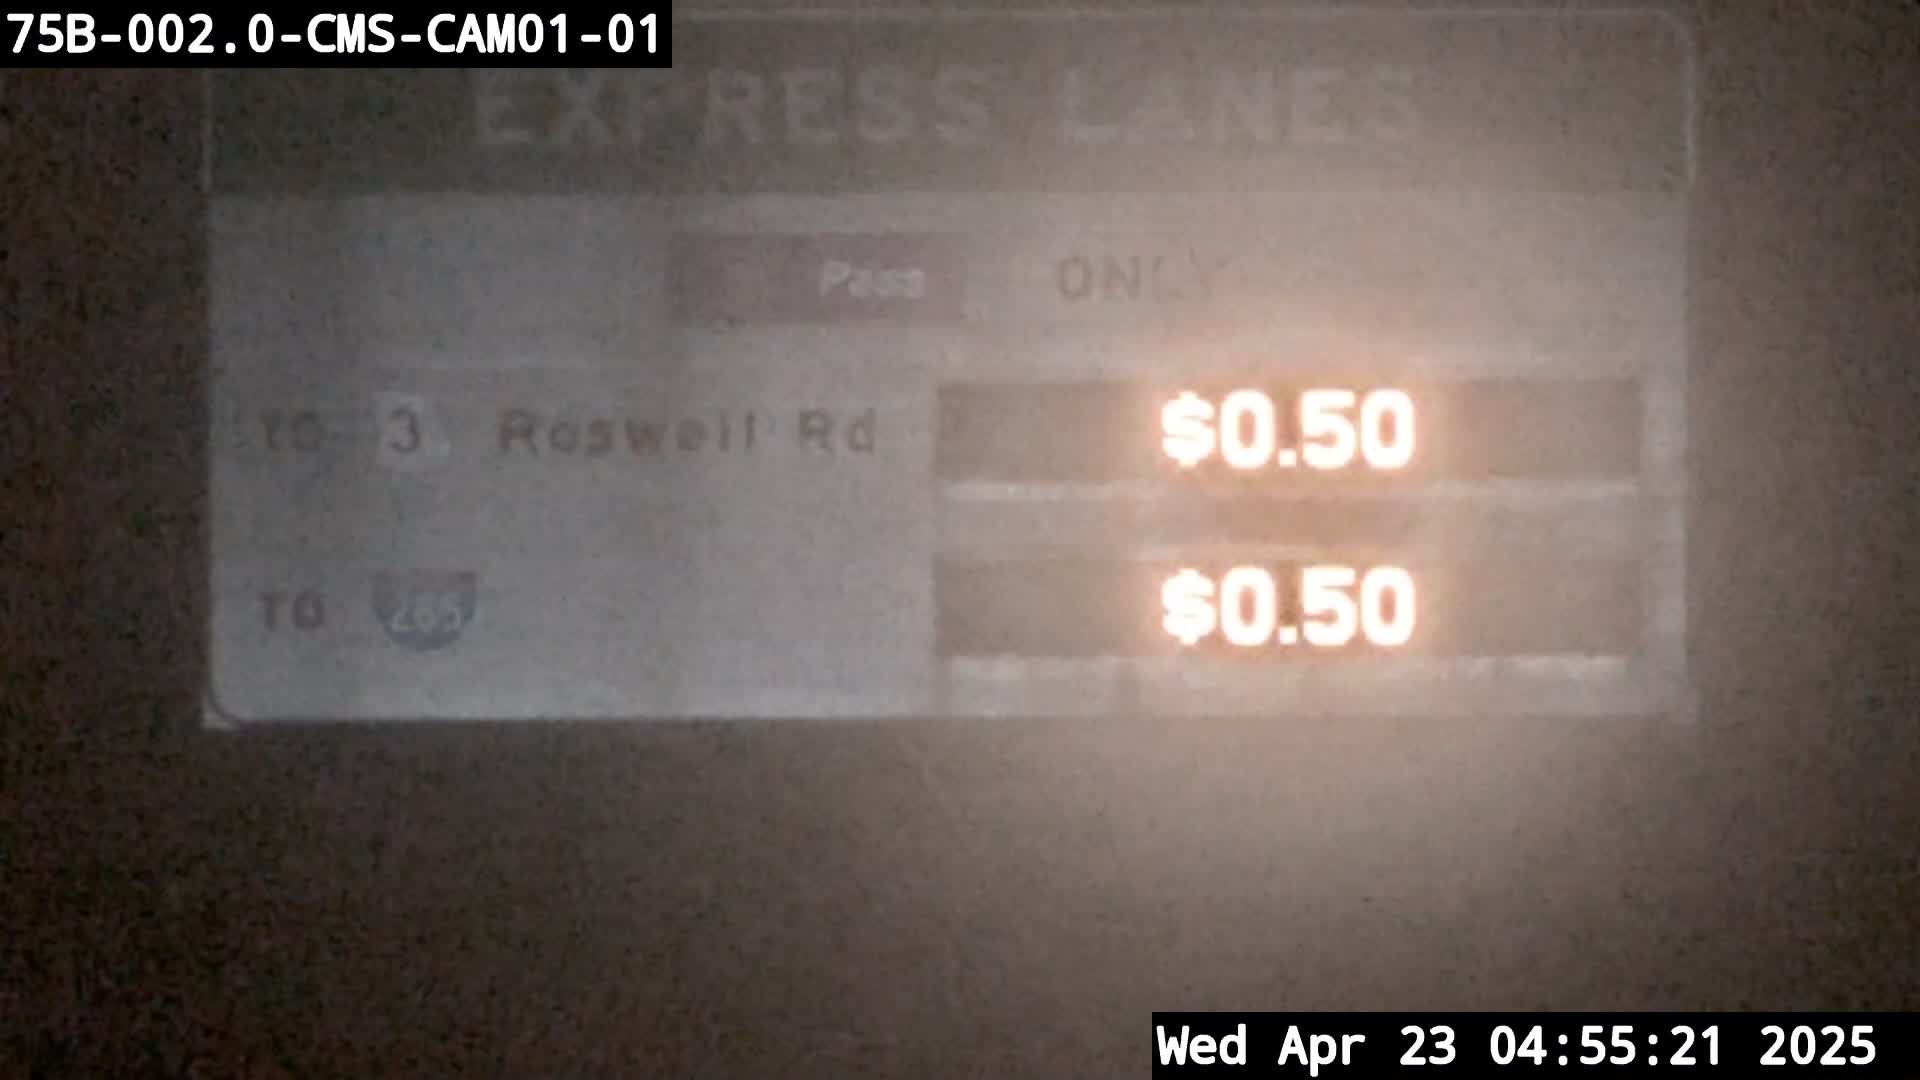 75B-002.0-CMS-CAM01-01
EXPRESS LANES
Pass ONLY
TO 3 Roswell Rd $0.50
TO 285 $0.50
Wed Apr 23 04:55:21 2025